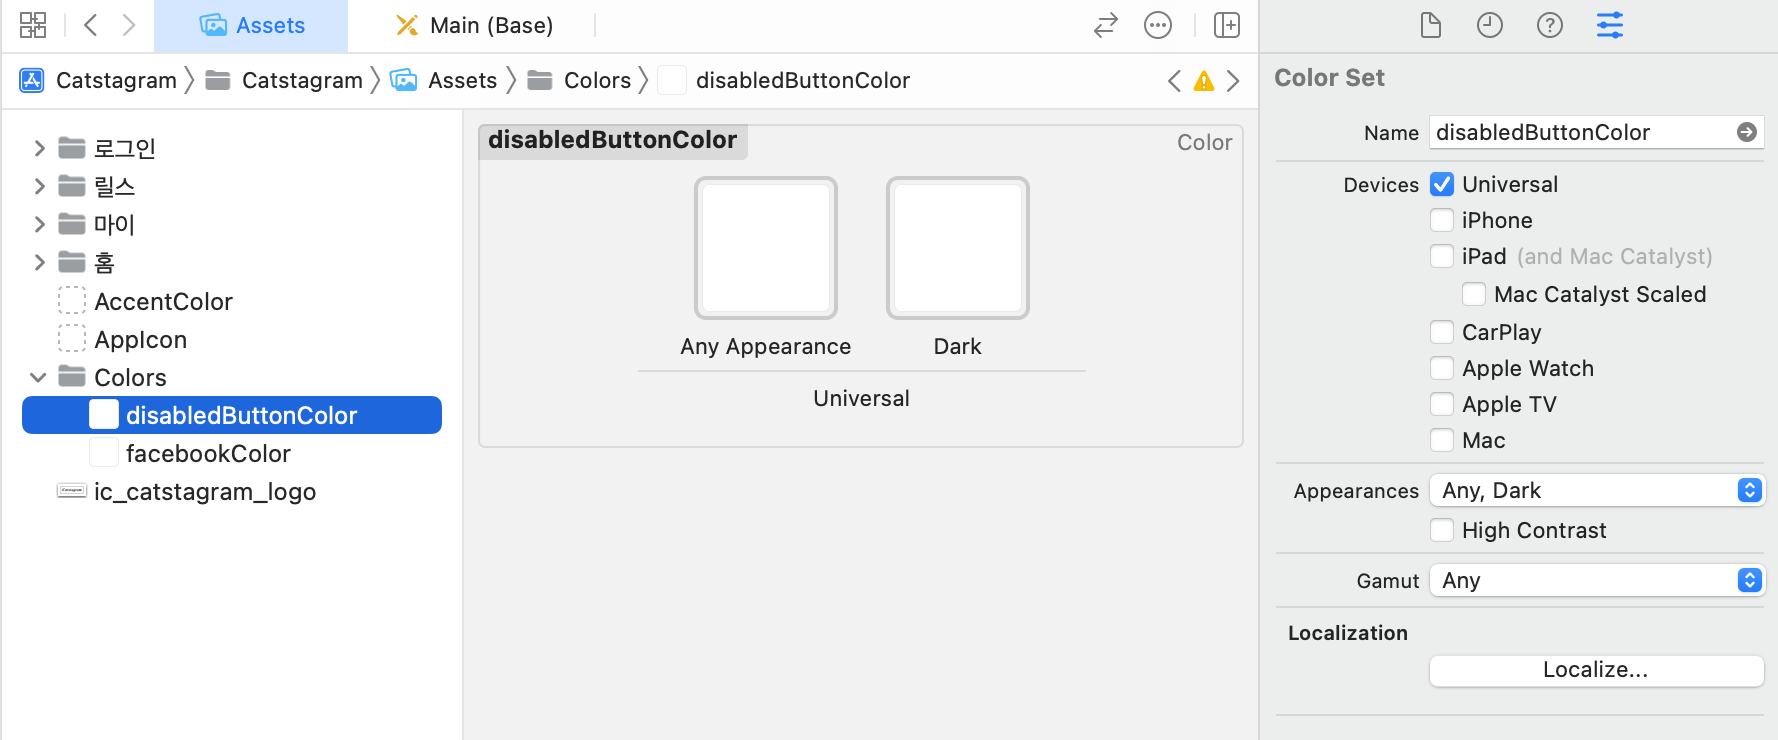 Assets
Main (Base)
Catstagram
Catstagram
Assets
Colors
disabledButtonColor
로그인
릴스
마이
홈
AccentColor
AppIcon
Colors
disabledButtonColor
facebookColor
ic_catstagram_logo
disabledButtonColor
Color
Any Appearance
Dark
Universal
Color Set
Name disabledButtonColor
Devices Universal
iPhone
iPad (and Mac Catalyst)
Mac Catalyst Scaled
CarPlay
Apple Watch
Apple TV
Mac
Appearances Any, Dark
High Contrast
Gamut Any
Localization
Localize...